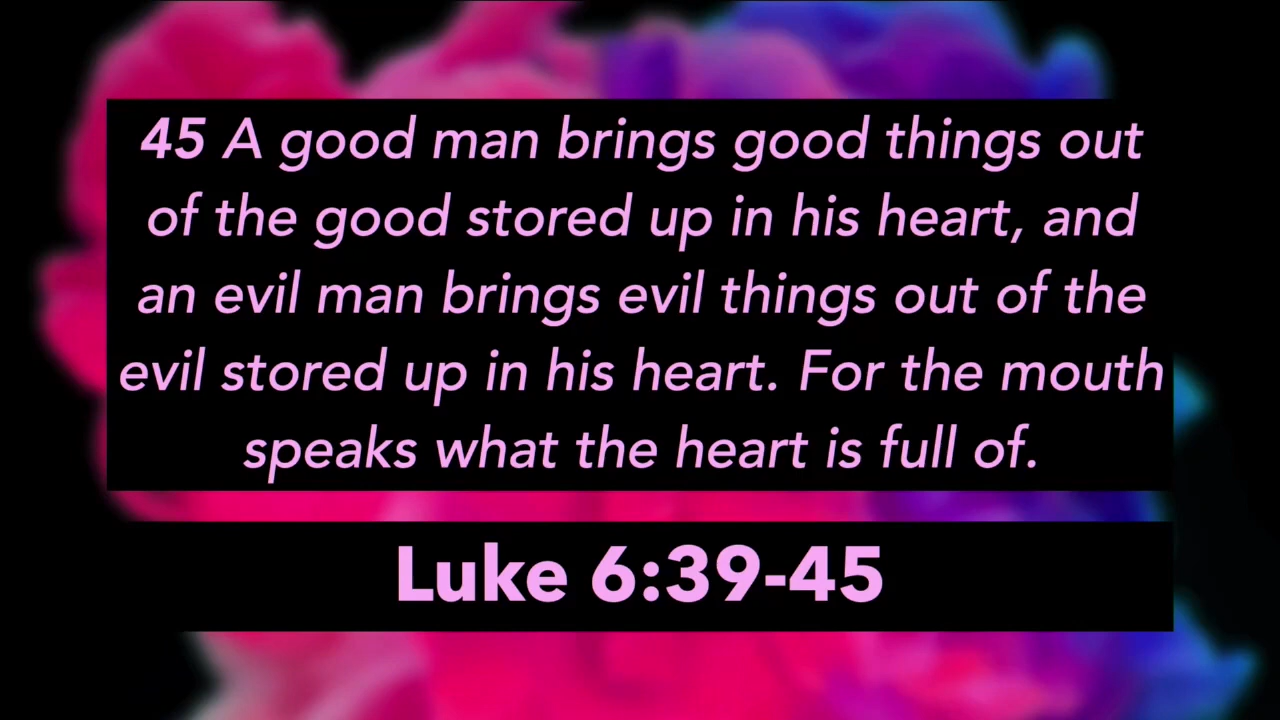 45 A good man brings good things out
of the good stored up in his heart, and
an evil man brings evil things out of the
evil stored up in his heart. For the mouth
speaks what the heart is full of.
Luke 6:39-45